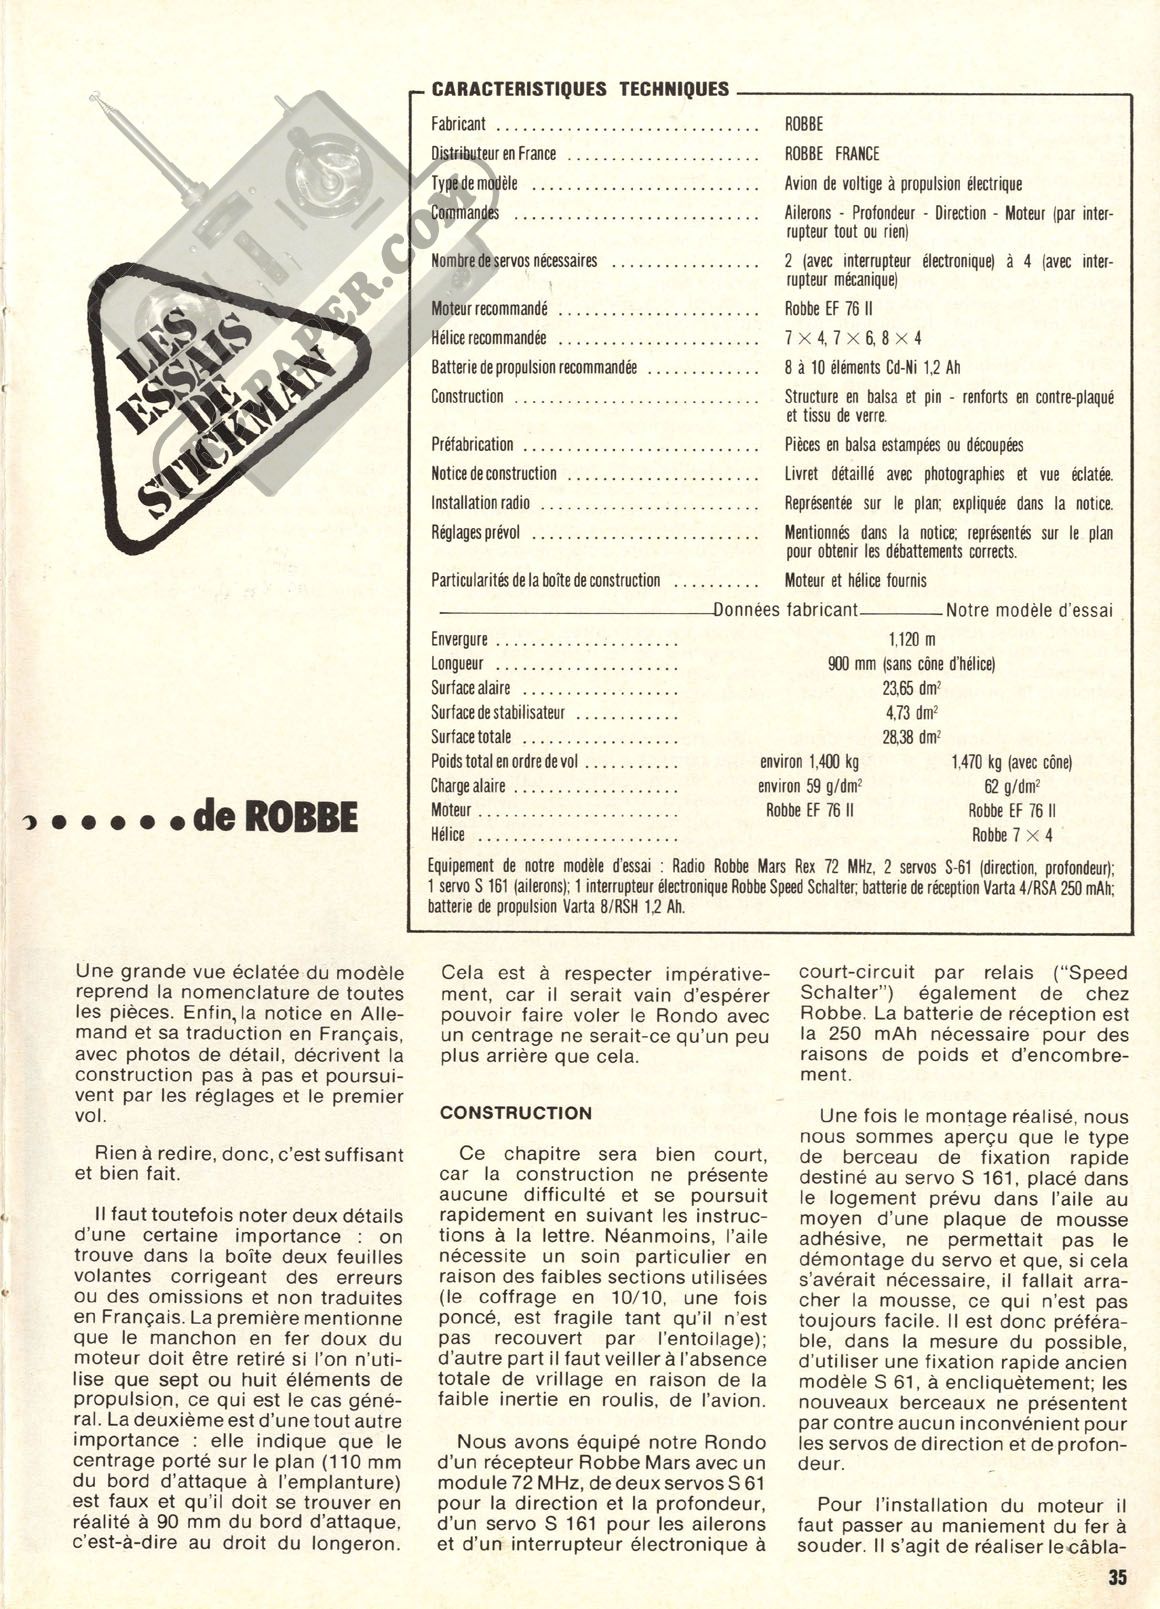 CARACTERISTIQUES TECHNIQUES
Fabricant .............................. ROBBE
Distributeur en France ...................... ROBBE FRANCE
Type de modèle .......................... Avion de voltige à propulsion électrique
Commandes ............................ Ailerons - Profondeur - Direction - Moteur (par inter-
rupteur tout ou rien)
Nombre de servos nécessaires ................. 2 (avec interrupteur électronique) à 4 (avec inter-
rupteur mécanique)
Moteur recommandé ....................... Robbe EF 76 II
Hélice recommandée ....................... 7 × 4, 7 × 6, 8 × 4
Batterie de propulsion recommandée ............. 8 à 10 éléments Cd-Ni 1,2 Ah
Construction ............................ Structure en balsa et pin - renforts en contre-plaqué
et tissu de verre.
Préfabrication ........................... Pièces en balsa estampées ou découpées
Notice de construction ...................... Livret détaillé avec photographies et vue éclatée.
Installation radio ......................... Représentée sur le plan; expliquée dans la notice.
Réglages prévol .......................... Mentionnés dans la notice; représentés sur le plan
pour obtenir les débattements corrects.
Particularités de la boîte de construction .......... Moteur et hélice fournis
Données fabricant Notre modèle d'essai
Envergure ..................... 1,120 m
Longueur ..................... 900 mm (sans cône d'hélice)
Surface alaire .................. 23,65 dm²
Surface de stabilisateur ............ 4,73 dm²
Surface totale .................. 28,38 dm²
Poids total en ordre de vol ........... environ 1,400 kg 1,470 kg (avec cône)
Charge alaire ................... environ 59 g/dm² 62 g/dm²
Moteur ....................... Robbe EF 76 II Robbe EF 76 II
Hélice ....................... Robbe 7 × 4
Equipement de notre modèle d'essai : Radio Robbe Mars Rex 72 MHz, 2 servos S-61 (direction, profondeur);
1 servo S 161 (ailerons); 1 interrupteur électronique Robbe Speed Schalter; batterie de réception Varta 4/RSA 250 mAh;
batterie de propulsion Varta 8/RSH 1,2 Ah.
LES
ESSAIS
DE
STICKMAN
PAPER.COM
......de ROBBE
Une grande vue éclatée du modèle
reprend la nomenclature de toutes
les pièces. Enfin, la notice en Alle-
mand et sa traduction en Français,
avec photos de détail, décrivent la
construction pas à pas et poursui-
vent par les réglages et le premier
vol.
Rien à redire, donc, c'est suffisant
et bien fait.
Il faut toutefois noter deux détails
d'une certaine importance : on
trouve dans la boîte deux feuilles
volantes corrigeant des erreurs
ou des omissions et non traduites
en Français. La première mentionne
que le manchon en fer doux du
moteur doit être retiré si l'on n'uti-
lise que sept ou huit éléments de
propulsion, ce qui est le cas géné-
ral. La deuxième est d'une tout autre
importance : elle indique que le
centrage porté sur le plan (110 mm
du bord d'attaque à l'emplanture)
est faux et qu'il doit se trouver en
réalité à 90 mm du bord d'attaque,
c'est-à-dire au droit du longeron.
Cela est à respecter impérative-
ment, car il serait vain d'espérer
pouvoir faire voler le Rondo avec
un centrage ne serait-ce qu'un peu
plus arrière que cela.
CONSTRUCTION
Ce chapitre sera bien court,
car la construction ne présente
aucune difficulté et se poursuit
rapidement en suivant les instruc-
tions à la lettre. Néanmoins, l'aile
nécessite un soin particulier en
raison des faibles sections utilisées
(le coffrage en 10/10, une fois
poncé, est fragile tant qu'il n'est
pas recouvert par l'entoilage);
d'autre part il faut veiller à l'absence
totale de vrillage en raison de la
faible inertie en roulis, de l'avion.
Nous avons équipé notre Rondo
d'un récepteur Robbe Mars avec un
module 72 MHz, de deux servos S 61
pour la direction et la profondeur,
d'un servo S 161 pour les ailerons
et d'un interrupteur électronique à
court-circuit par relais ("Speed
Schalter") également de chez
Robbe. La batterie de réception est
la 250 mAh nécessaire pour des
raisons de poids et d'encombre-
ment.
Une fois le montage réalisé, nous
nous sommes aperçu que le type
de berceau de fixation rapide
destiné au servo S 161, placé dans
le logement prévu dans l'aile au
moyen d'une plaque de mousse
adhésive, ne permettait pas le
démontage du servo et que, si cela
s'avérait nécessaire, il fallait arra-
cher la mousse, ce qui n'est pas
toujours facile. Il est donc préféra-
ble, dans la mesure du possible,
d'utiliser une fixation rapide ancien
modèle S 61, à encliquètement; les
nouveaux berceaux ne présentent
par contre aucun inconvénient pour
les servos de direction et de profon-
deur.
Pour l'installation du moteur il
faut passer au maniement du fer à
souder. Il s'agit de réaliser le câbla-
35